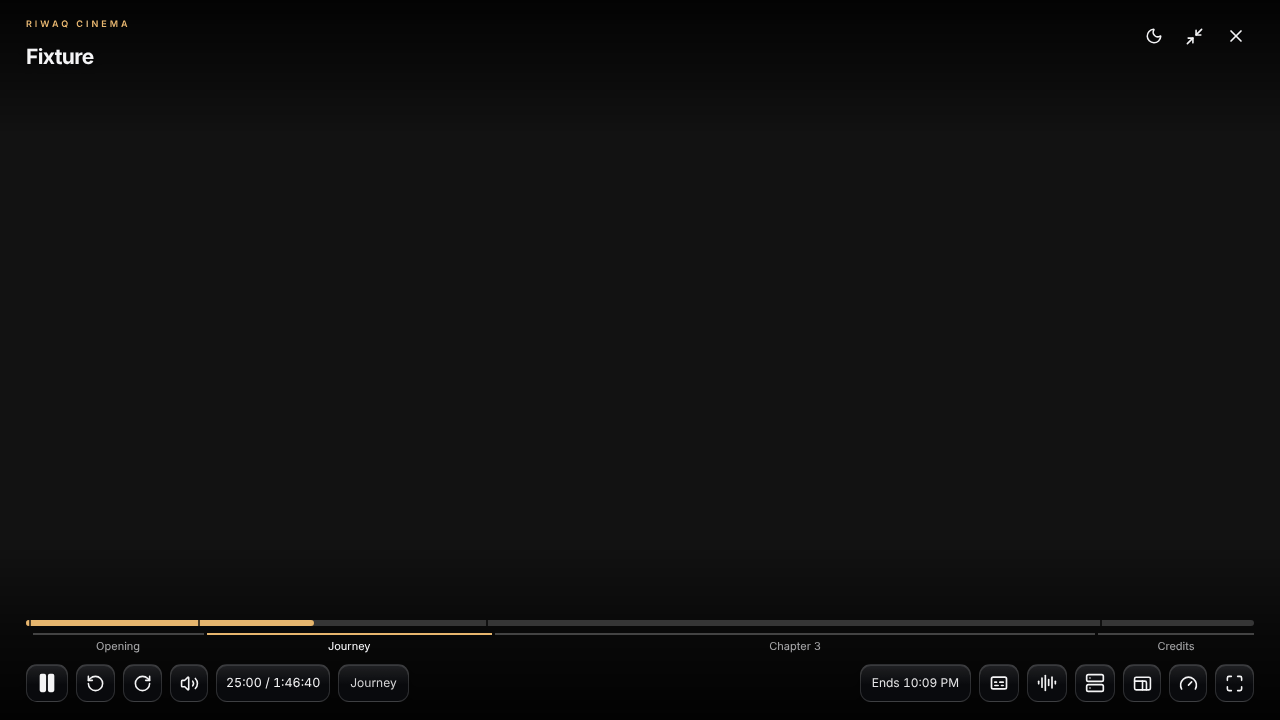 RIWAQ CINEMA
Fixture
Opening
Journey
Chapter 3
Credits
25:00 / 1:46:40
Journey
Ends 10:09 PM